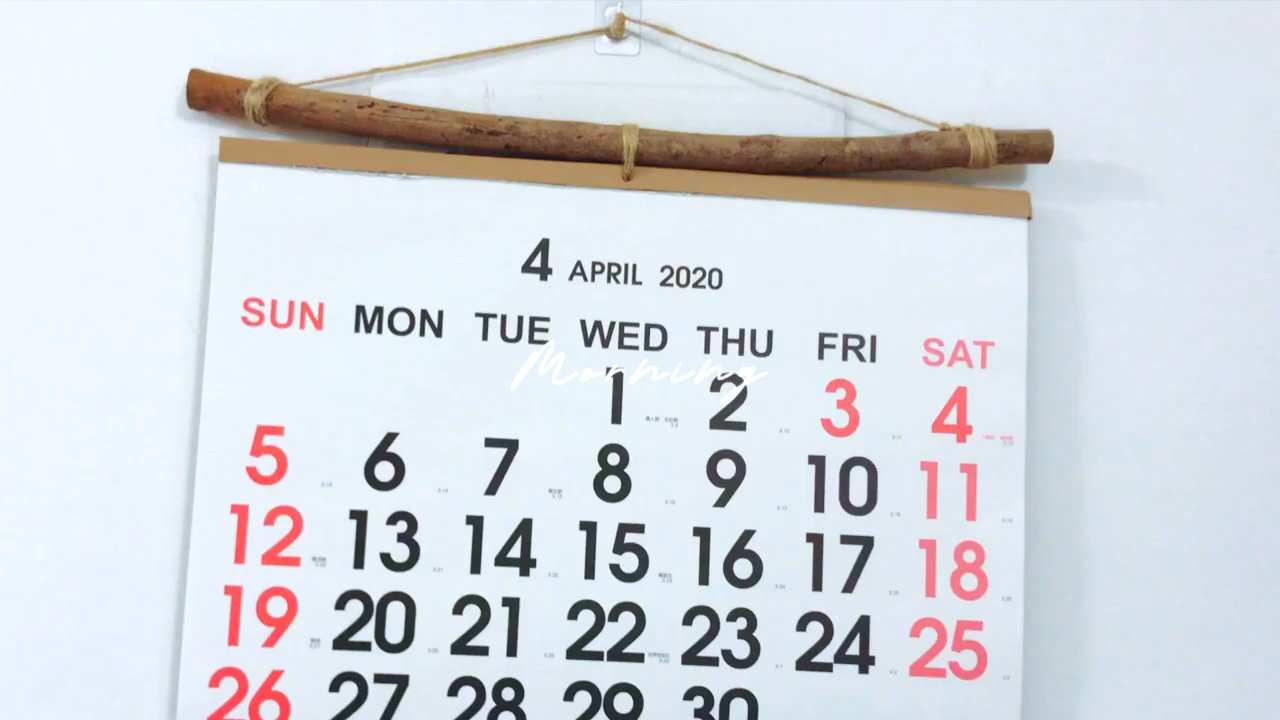 4 APRIL 2020
SUN MON TUE WED THU FRI SAT
Morning
1 2 3 4
5 6 7 8 9 10 11
12 13 14 15 16 17 18
19 20 21 22 23 24 25
26 27 28 29 30